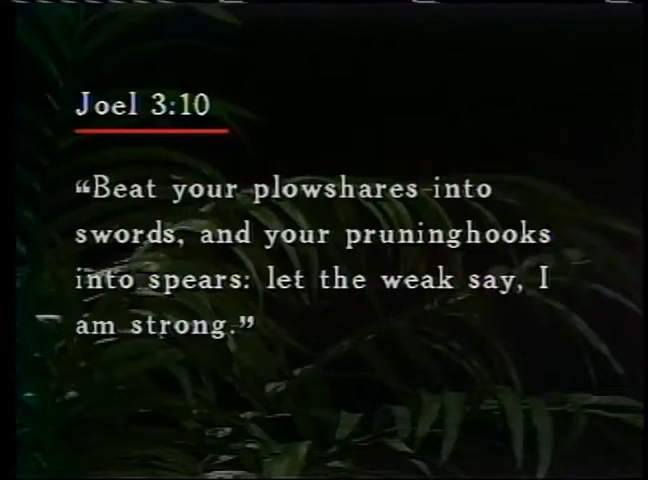 Joel 3:10
“Beat your plowshares into
swords, and your pruninghooks
into spears: let the weak say, I
am strong.”